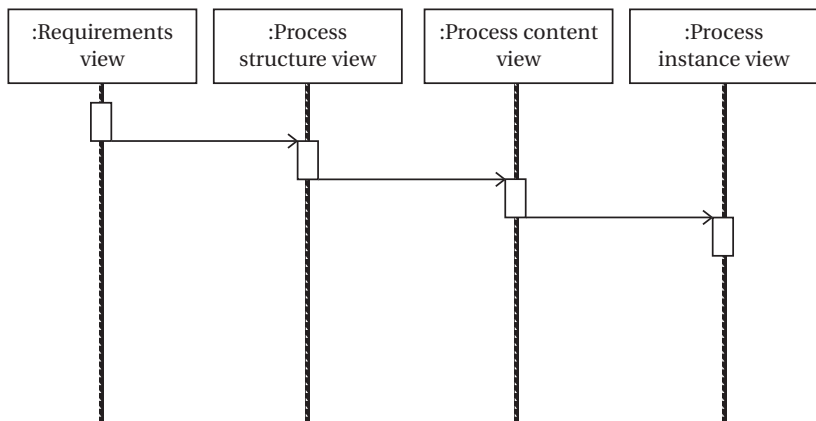 :Requirements
view
:Process
structure view
:Process content
view
:Process
instance view